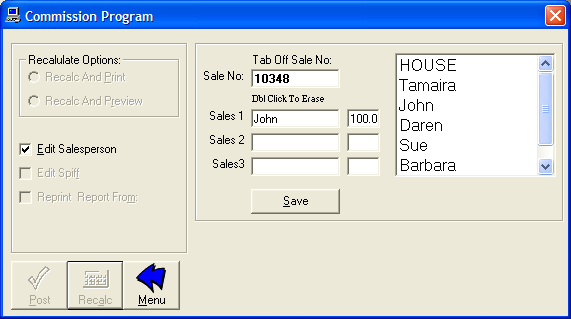 Commission Program
Recalulate Options:
Recalc And Print
Recalc And Preview
Edit Salesperson
Edit Spiff
Reprint Report From:
Post
Recalc
Menu
Tab Off Sale No:
Sale No: 10348
Dbl Click To Erase
Sales 1 John 100.0
Sales 2
Sales3
Save
HOUSE
Tamaira
John
Daren
Sue
Barbara